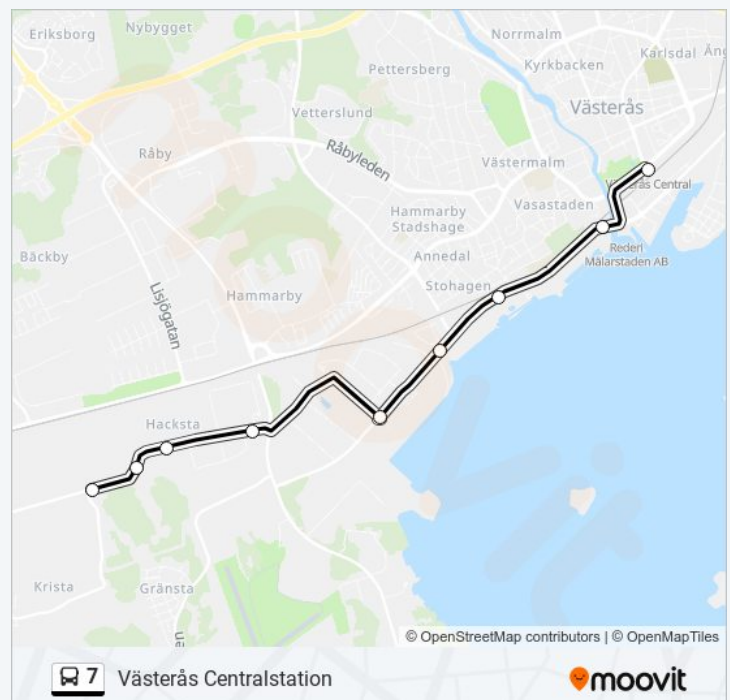 Eriksborg
Nybygget
Norrmalm
Karlsdal
Kyrkbacken
Pettersberg
Västerås
Vetterslund
Råby
Råbyleden
Västermalm
Västerås Central
Vasastaden
Hammarby
Stadshage
Rederi
Mälarstaden AB
Bäckby
Annedal
Stohagen
Lisjögatan
Hammarby
Hacksta
Krista
Gränsta
© OpenStreetMap contributors | © OpenMapTiles
7 Västerås Centralstation
moovit